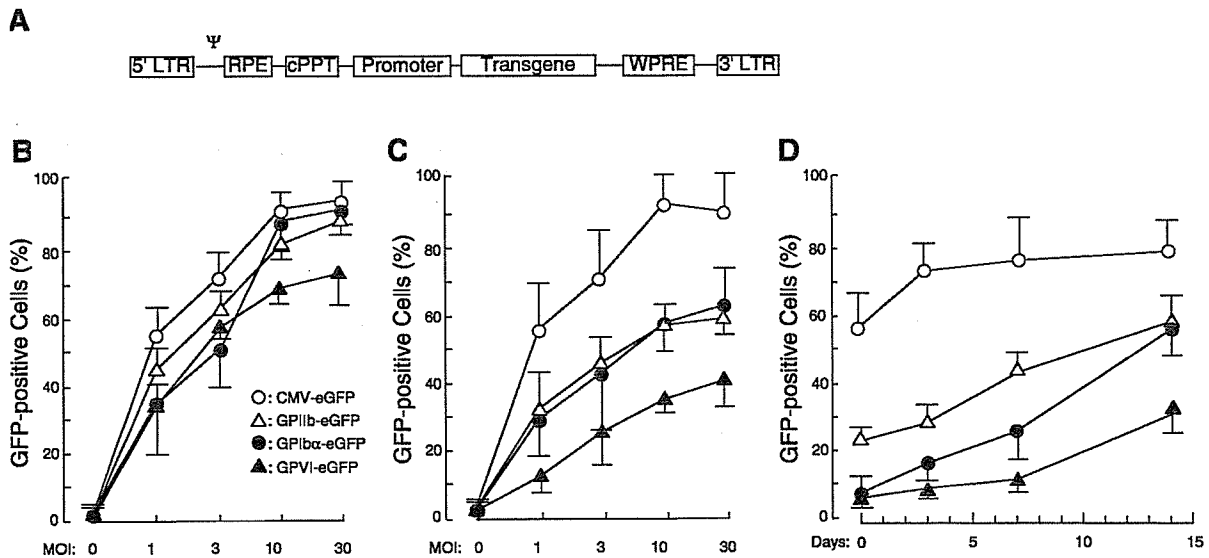 A
Ψ
5' LTR RPE cPPT Promoter Transgene WPRE 3' LTR
B
GFP-positive Cells (%)
100
80
60
40
20
0
MOI: 0 1 3 10 30
○: CMV-eGFP
△: GPIIb-eGFP
●: GPIbα-eGFP
▲: GPVI-eGFP
C
GFP-positive Cells (%)
100
80
60
40
20
0
MOI: 0 1 3 10 30
D
GFP-positive Cells (%)
100
80
60
40
20
0
Days: 0 5 10 15